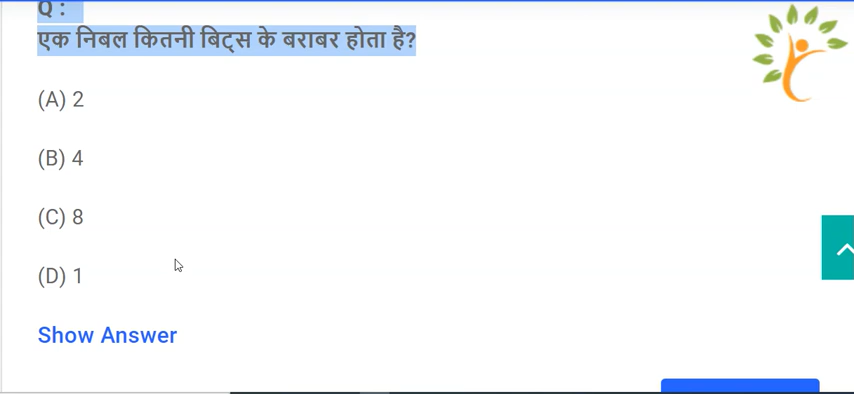 Q :
एक निबल कितनी बिट्स के बराबर होता है?
(A) 2
(B) 4
(C) 8
(D) 1
Show Answer